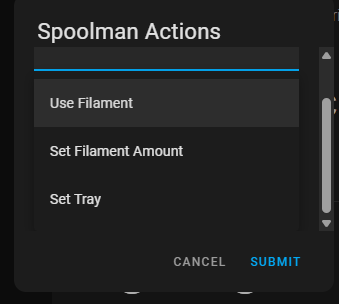 Spoolman Actions
Use Filament
Set Filament Amount
Set Tray
CANCEL
SUBMIT